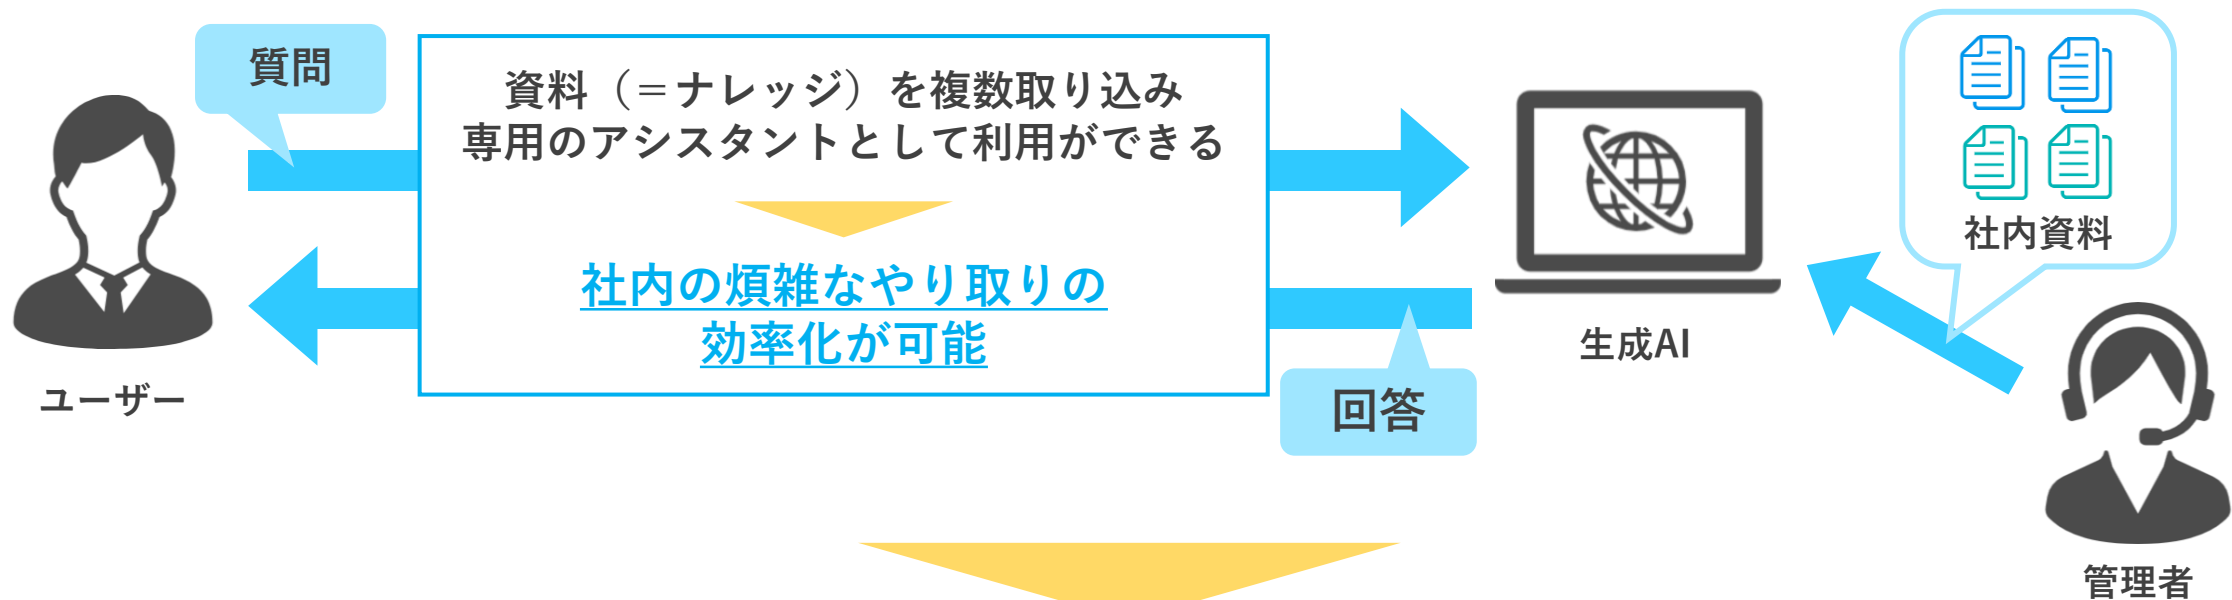 質問
資料（＝ナレッジ）を複数取り込み
専用のアシスタントとして利用ができる
社内の煩雑なやり取りの
効率化が可能
回答
ユーザー
生成AI
社内資料
管理者